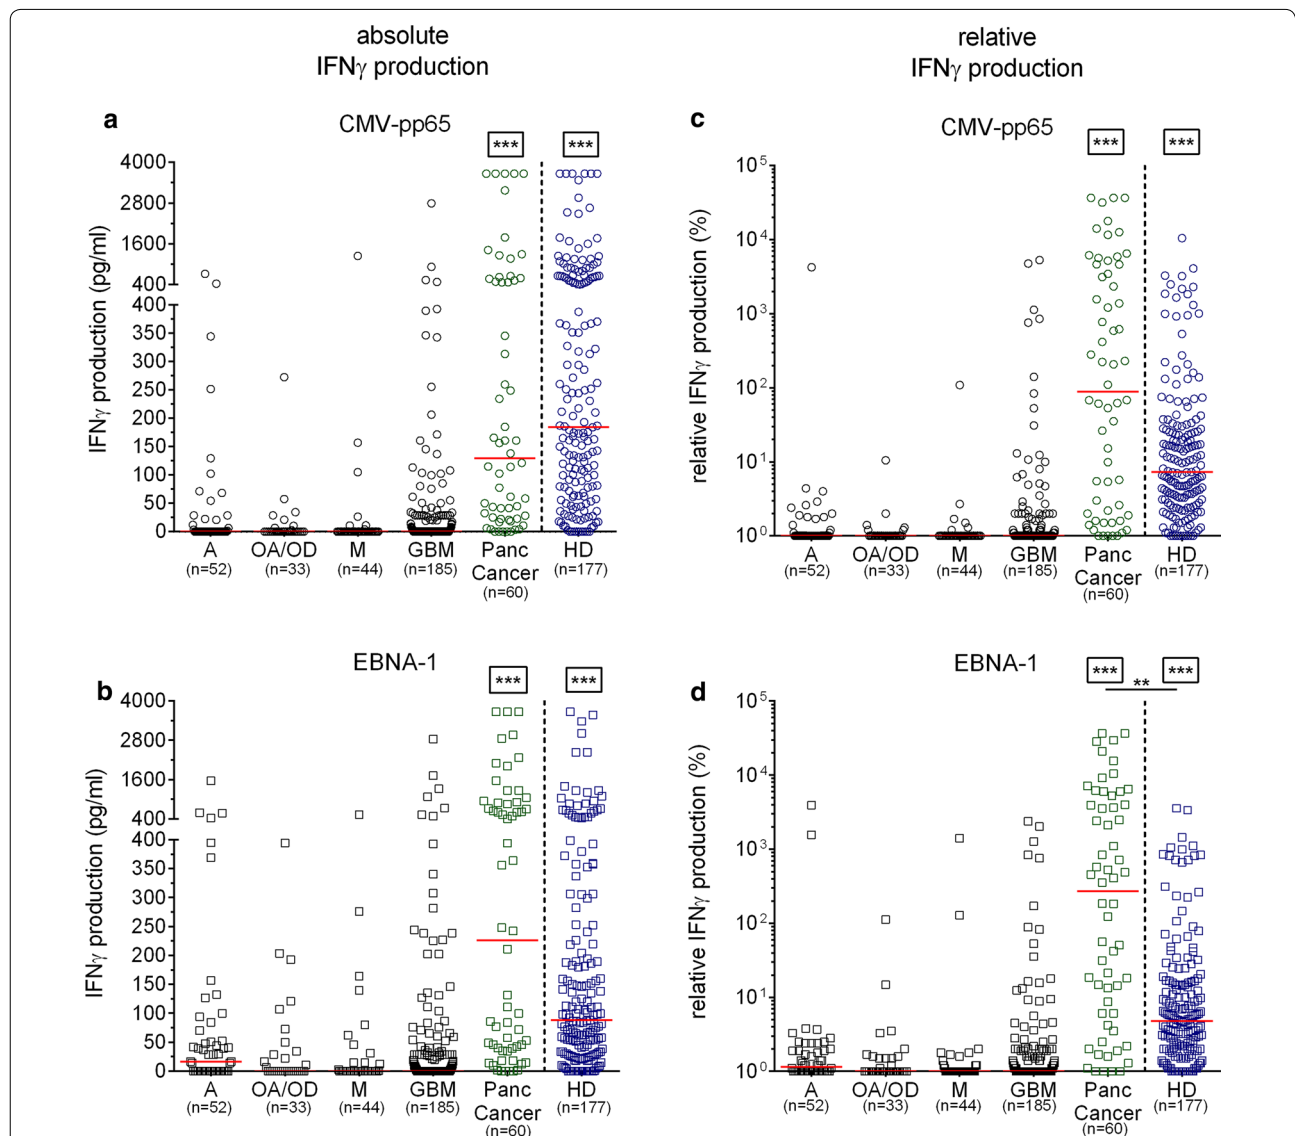 absolute
IFNγ production
relative
IFNγ production
a
CMV-pp65
***
***
IFNγ production (pg/ml)
4000
2800
1600
400
400
350
300
250
200
150
100
50
0
A
OA/OD
M
GBM
Panc
Cancer
HD
(n=52)
(n=33)
(n=44)
(n=185)
(n=60)
(n=177)
c
CMV-pp65
***
***
relative IFNγ production (%)
10⁵
10⁴
10³
10²
10¹
10⁰
A
OA/OD
M
GBM
Panc
Cancer
HD
(n=52)
(n=33)
(n=44)
(n=185)
(n=60)
(n=177)
b
EBNA-1
***
***
IFNγ production (pg/ml)
4000
2800
1600
400
400
350
300
250
200
150
100
50
0
A
OA/OD
M
GBM
Panc
Cancer
HD
(n=52)
(n=33)
(n=44)
(n=185)
(n=60)
(n=177)
d
EBNA-1
***
**
***
relative IFNγ production (%)
10⁵
10⁴
10³
10²
10¹
10⁰
A
OA/OD
M
GBM
Panc
Cancer
HD
(n=52)
(n=33)
(n=44)
(n=185)
(n=60)
(n=177)